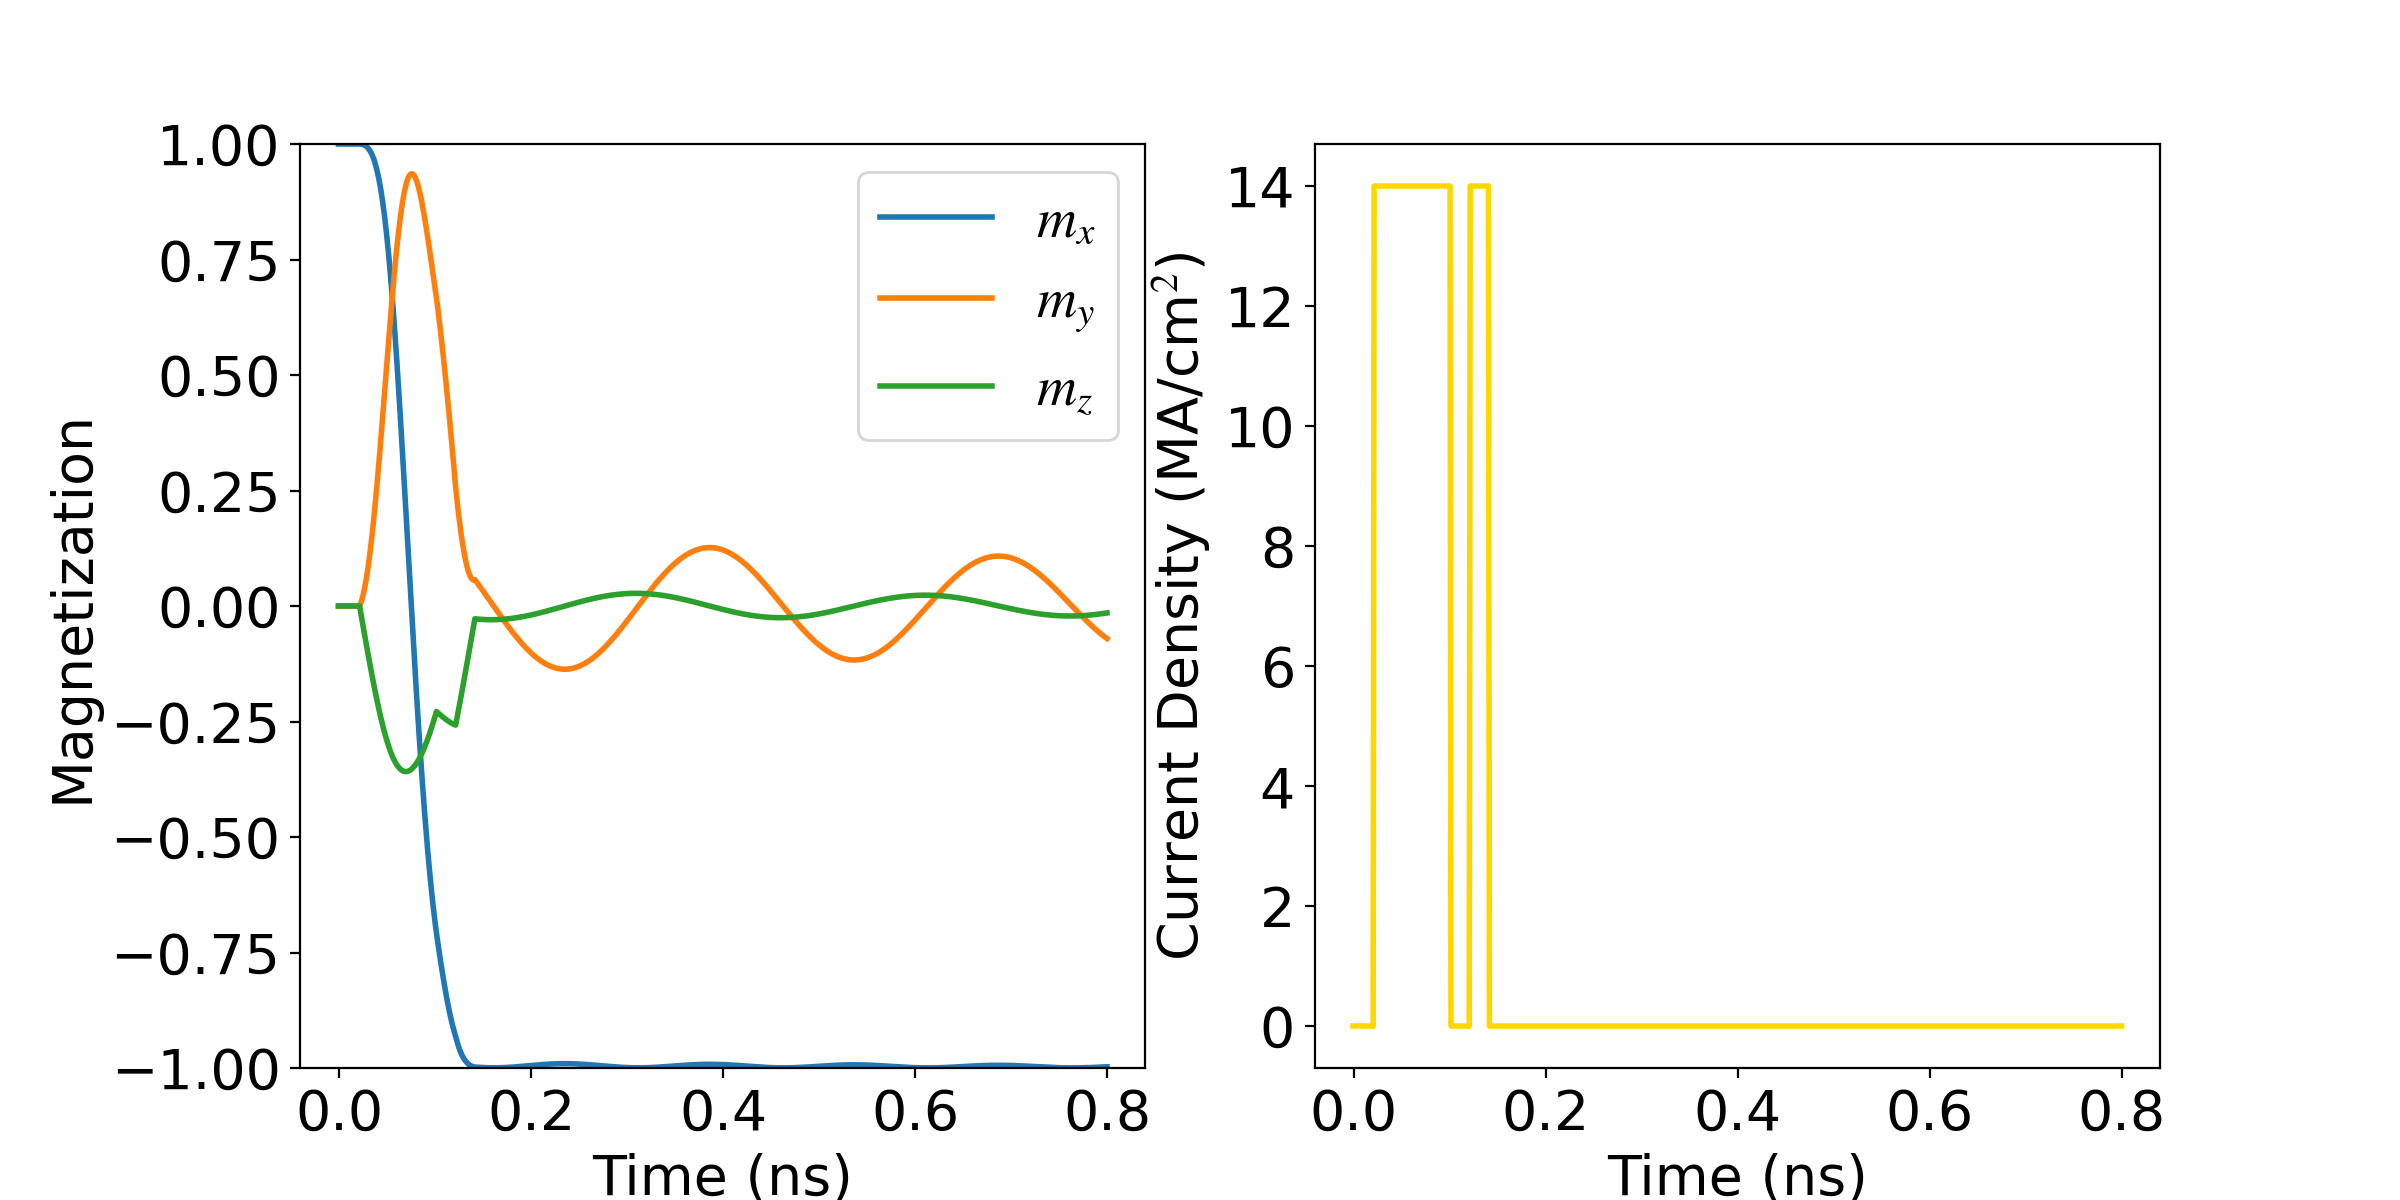 Magnetization
1.00
0.75
0.50
0.25
0.00
−0.25
−0.50
−0.75
−1.00
0.0 0.2 0.4 0.6 0.8
Time (ns)
mₓ
m_y
m_z
Current Density (MA/cm²)
14
12
10
8
6
4
2
0
0.0 0.2 0.4 0.6 0.8
Time (ns)